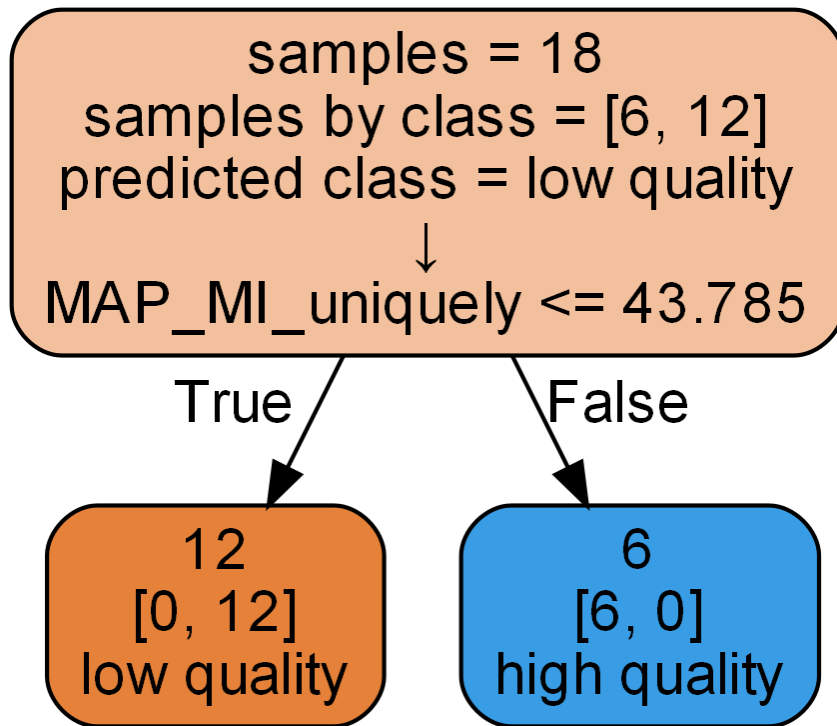 samples = 18
samples by class = [6, 12]
predicted class = low quality
↓
MAP_MI_uniquely <= 43.785
True
False
12
[0, 12]
low quality
6
[6, 0]
high quality